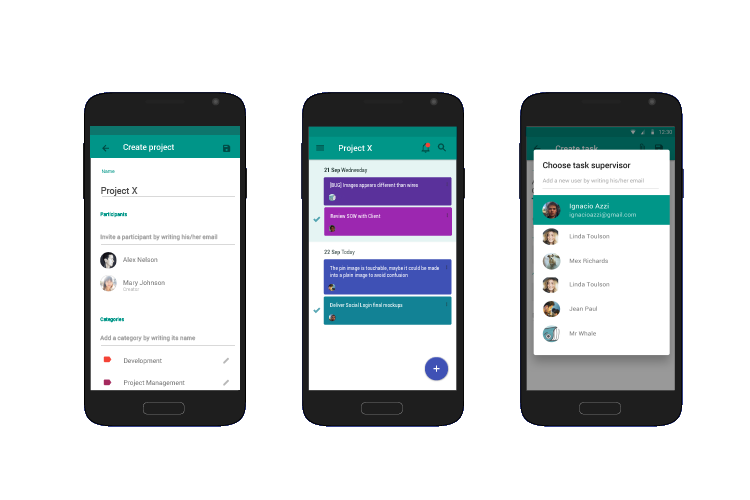 Create project
Name
Project X
Participants
Invite a participant by writing his/her email
Alex Nelson
Mary Johnson
Creator
Categories
Add a category by writing its name
Development
Project Management
Project X
21 Sep Wednesday
[BUG] Images appears different than wires
Review SOW with Client
22 Sep Today
The pin image is touchable, maybe it could be made
into a plain image to avoid confusion
Deliver Social Login final mockups
12:30
Create task
Choose task supervisor
Add a new user by writing his/her email
Ignacio Azzi
ignacioazzi@gmail.com
Linda Toulson
Mex Richards
Linda Toulson
Jean Paul
Mr Whale